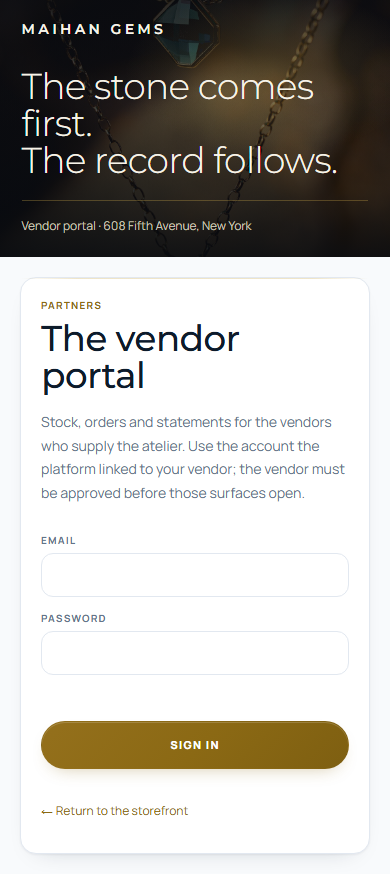 MAIHAN GEMS
The stone comes
first.
The record follows.
Vendor portal · 608 Fifth Avenue, New York
PARTNERS
The vendor
portal
Stock, orders and statements for the vendors
who supply the atelier. Use the account the
platform linked to your vendor; the vendor must
be approved before those surfaces open.
EMAIL
PASSWORD
SIGN IN
← Return to the storefront